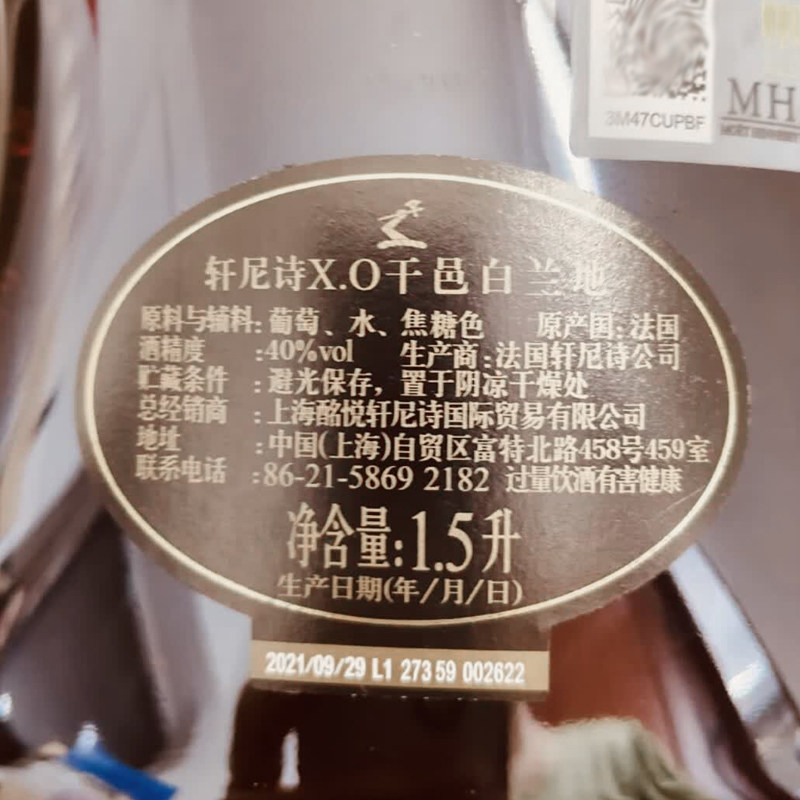 3M47CUPBF
MH
轩尼诗X.O干邑白兰地
原料与辅料:葡萄、水、焦糖色 原产国:法国
酒精度 :40%vol 生产商:法国轩尼诗公司
贮藏条件 :避光保存，置于阴凉干燥处
总经销商 :上海酩悦轩尼诗国际贸易有限公司
地址 :中国(上海)自贸区富特北路458号459室
联系电话 :86-21-5869 2182 过量饮酒有害健康
净含量:1.5升
生产日期(年/月/日)
2021/09/29 L1 273 59 002622